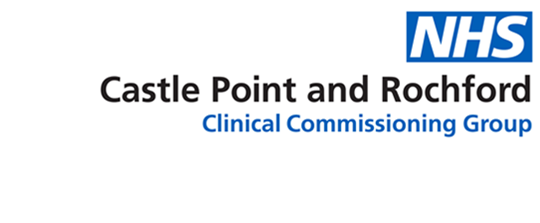 NHS
Castle Point and Rochford
Clinical Commissioning Group